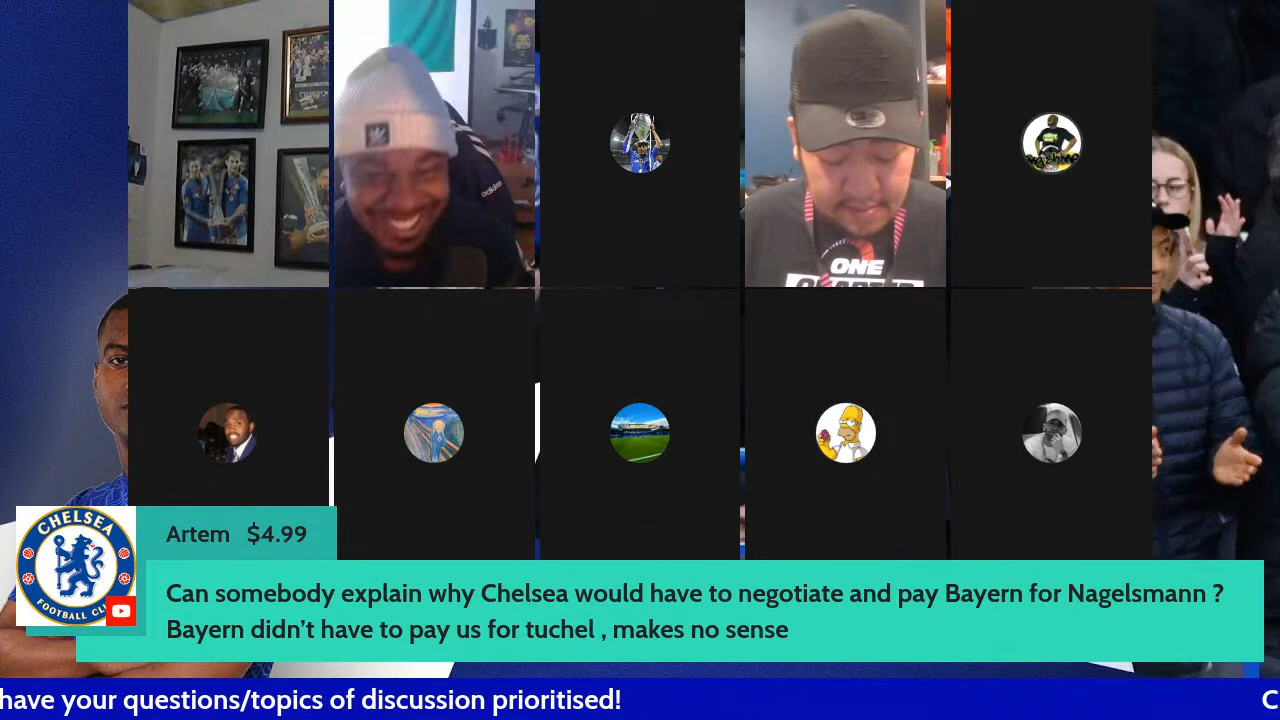 adidas
ONE
CHELSEA
FOOTBALL CLU
Artem $4.99
Can somebody explain why Chelsea would have to negotiate and pay Bayern for Nagelsmann ?
Bayern didn’t have to pay us for tuchel , makes no sense
have your questions/topics of discussion prioritised!
C